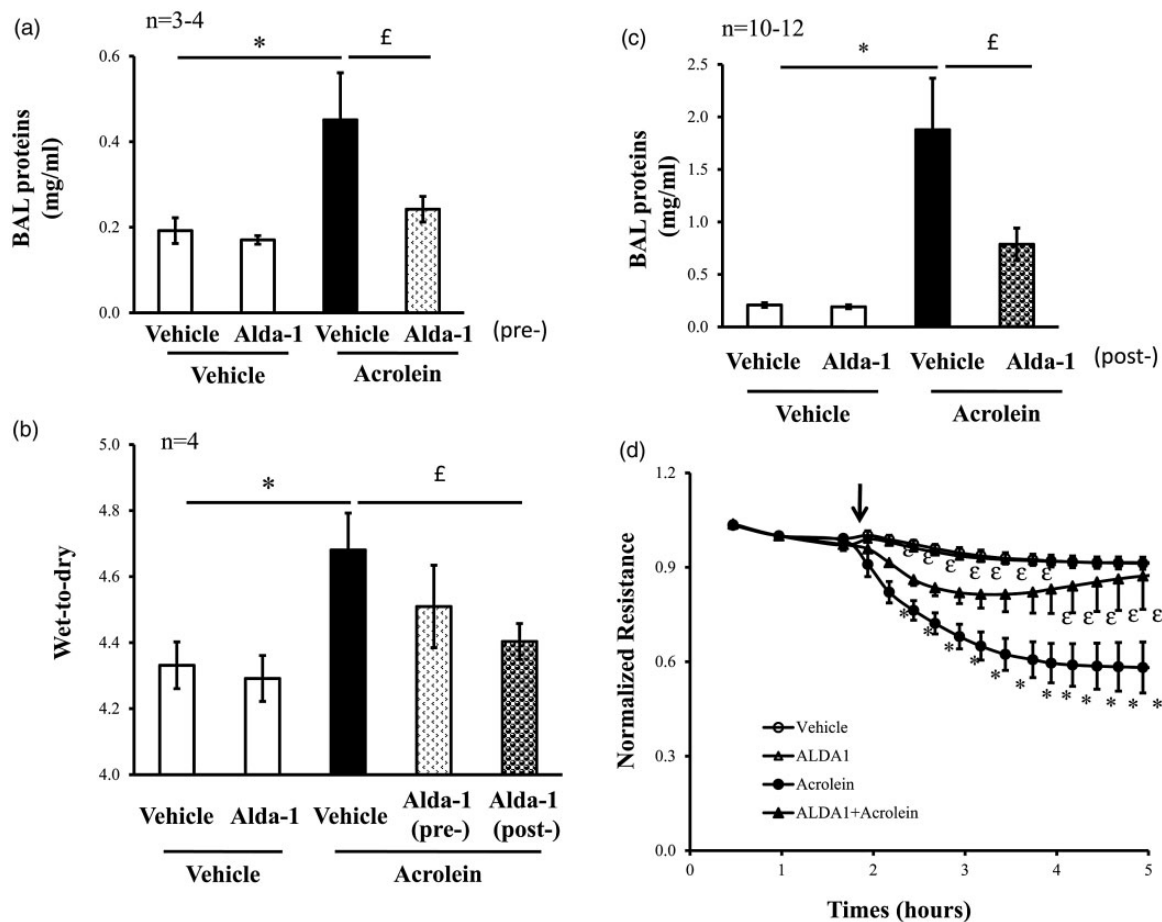 (a)
n=3-4
*
£
0.6
0.4
0.2
0.0
BAL proteins
(mg/ml)
Vehicle Alda-1 Vehicle Alda-1 (pre-)
Vehicle Acrolein
(c)
n=10-12
*
£
2.5
2.0
1.5
1.0
0.5
0.0
BAL proteins
(mg/ml)
Vehicle Alda-1 Vehicle Alda-1 (post-)
Vehicle Acrolein
(b)
n=4
*
£
5.0
4.8
4.6
4.4
4.2
4.0
Wet-to-dry
Vehicle Alda-1 Vehicle Alda-1 Alda-1
(pre-) (post-)
Vehicle Acrolein
(d)
1.2
0.9
0.6
0.3
0.0
Normalized Resistance
ε ε ε ε ε ε ε
ε ε ε ε ε
* * * * * * * * * * * *
Vehicle
ALDA1
Acrolein
ALDA1+Acrolein
0 1 2 3 4 5
Times (hours)